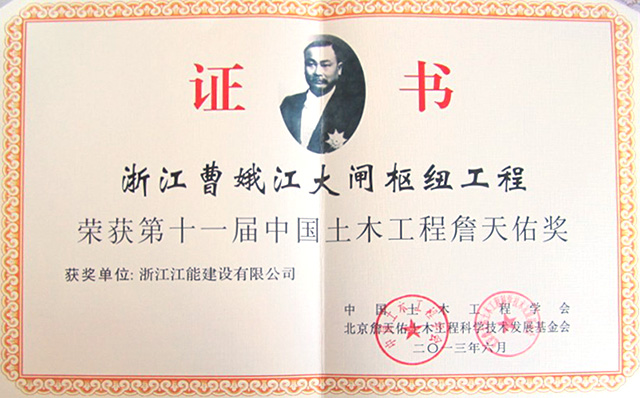 证书
浙江曹娥江大闸枢纽工程
荣获第十一届中国土木工程詹天佑奖
获奖单位:浙江江能建设有限公司
中国土木工程学会
北京詹天佑土木工程科学技术发展基金会
二〇一三年六月